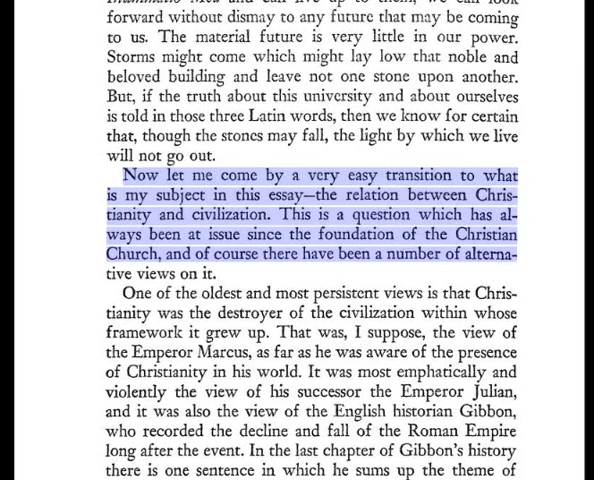 Illuminatio Mea and can live up to them, we can look
forward without dismay to any future that may be coming
to us. The material future is very little in our power.
Storms might come which might lay low that noble and
beloved building and leave not one stone upon another.
But, if the truth about this university and about ourselves
is told in those three Latin words, then we know for certain
that, though the stones may fall, the light by which we live
will not go out.
Now let me come by a very easy transition to what
is my subject in this essay—the relation between Chris-
tianity and civilization. This is a question which has al-
ways been at issue since the foundation of the Christian
Church, and of course there have been a number of alterna-
tive views on it.
One of the oldest and most persistent views is that Chris-
tianity was the destroyer of the civilization within whose
framework it grew up. That was, I suppose, the view of
the Emperor Marcus, as far as he was aware of the presence
of Christianity in his world. It was most emphatically and
violently the view of his successor the Emperor Julian,
and it was also the view of the English historian Gibbon,
who recorded the decline and fall of the Roman Empire
long after the event. In the last chapter of Gibbon's history
there is one sentence in which he sums up the theme of